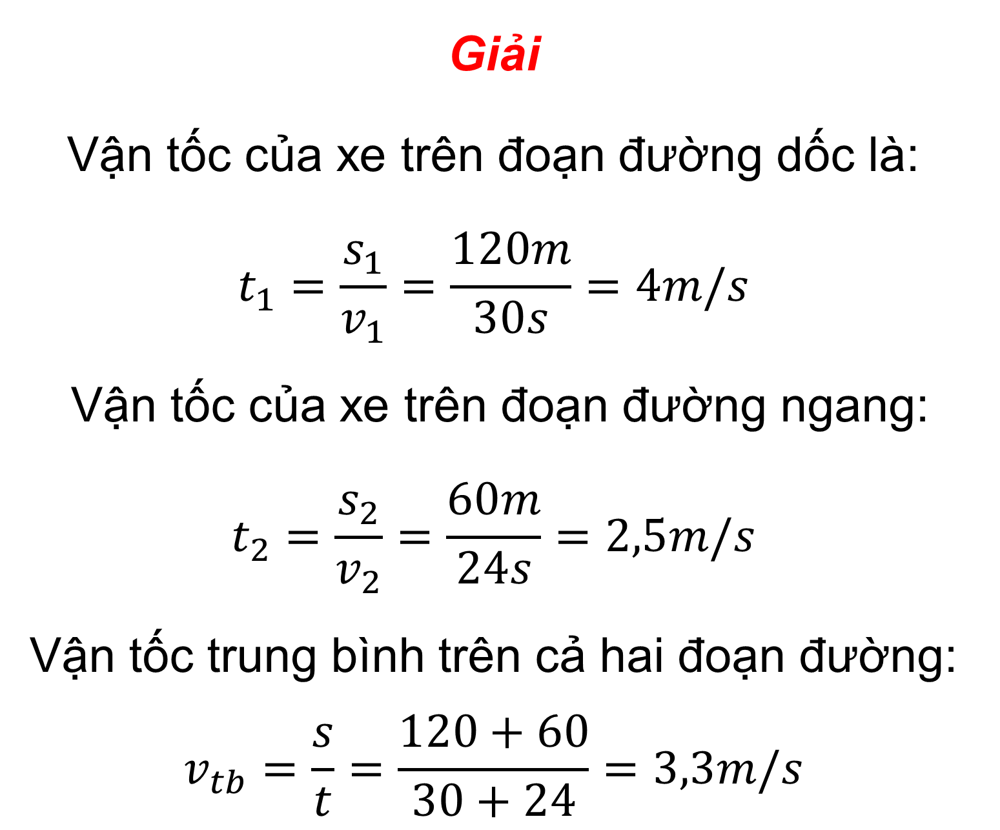 Giải
Vận tốc của xe trên đoạn đường dốc là:
t₁ = s₁/v₁ = 120m/30s = 4m/s
Vận tốc của xe trên đoạn đường ngang:
t₂ = s₂/v₂ = 60m/24s = 2,5m/s
Vận tốc trung bình trên cả hai đoạn đường:
v_tb = s/t = (120 + 60)/(30 + 24) = 3,3m/s